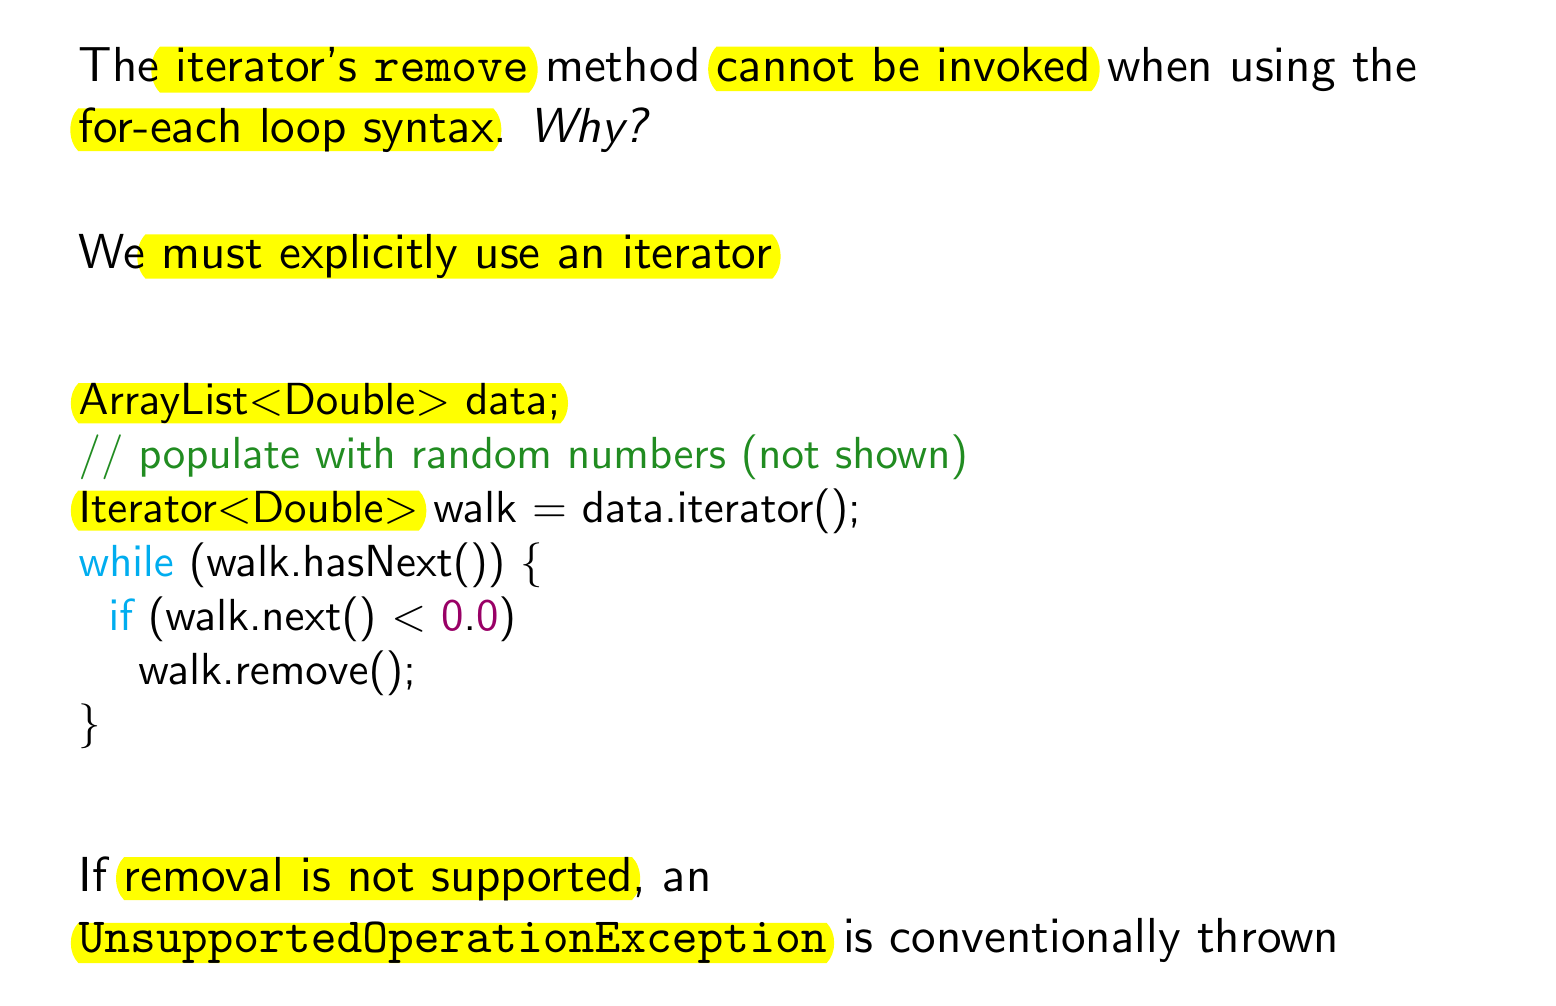 The iterator's remove method cannot be invoked when using the
for-each loop syntax. Why?
We must explicitly use an iterator
ArrayList<Double> data;
// populate with random numbers (not shown)
Iterator<Double> walk = data.iterator();
while (walk.hasNext()) {
if (walk.next() < 0.0)
walk.remove();
}
If removal is not supported, an
UnsupportedOperationException is conventionally thrown